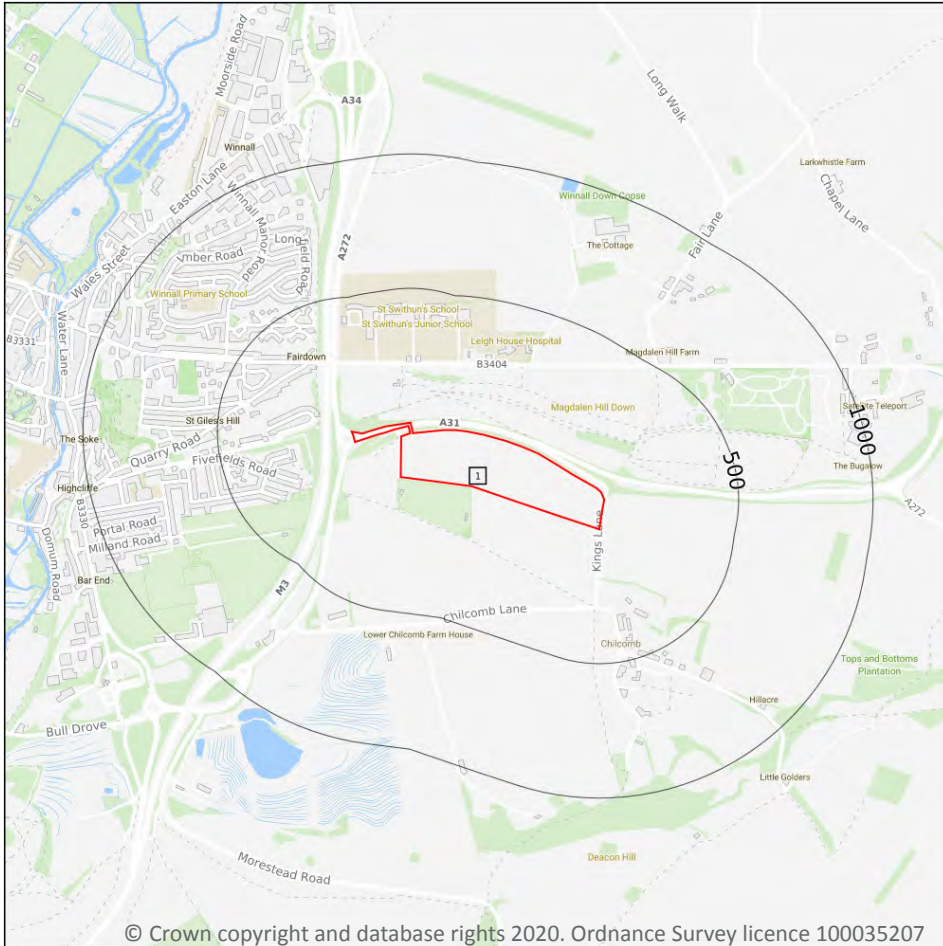 Moorside Road
A34
Long Walk
Winnall
Larkwhistle Farm
Chapel Lane
Easton Lane
Winnall Manor Road
Winnall Down Copse
Fair Lane
The Cottage
A272
Long
field Road
Imber Road
Wales Street
Winnall Primary School
Water Lane
B3331
St Swithun's School
St Swithun's Junior School
Leigh House Hospital
Fairdown
B3404
Magdalen Hill Farm
Magdalen Hill Down
Satellite Teleport
1000
St Giles's Hill
A31
The Soke
Quarry Road
Fivefields Road
The Bugalow
500
1
Highcliffe
B3330
A272
Portal Road
Milland Road
Domum Road
Kings Lane
Bar End
M3
Chilcomb Lane
Lower Chilcomb Farm House
Chilcomb
Tops and Bottoms
Plantation
Hillacre
Bull Drove
Little Golders
Deacon Hill
Morestead Road
© Crown copyright and database rights 2020. Ordnance Survey licence 100035207